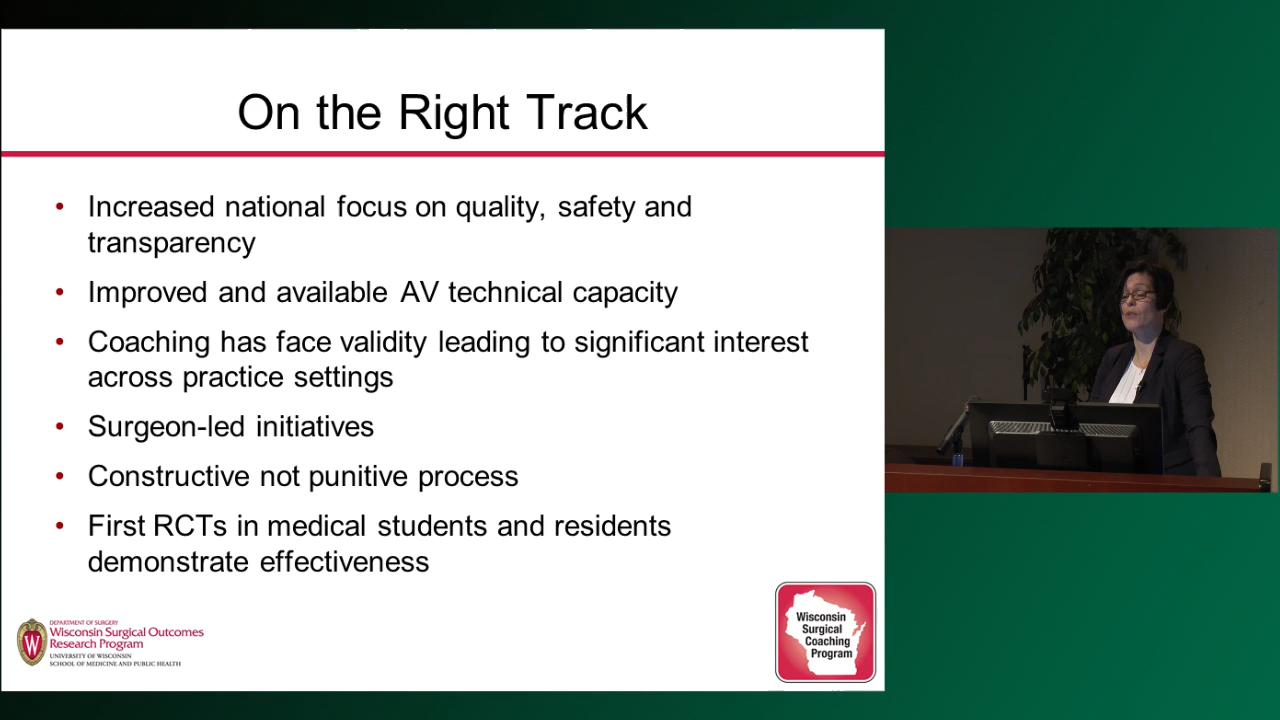 On the Right Track
• Increased national focus on quality, safety and
transparency
• Improved and available AV technical capacity
• Coaching has face validity leading to significant interest
across practice settings
• Surgeon-led initiatives
• Constructive not punitive process
• First RCTs in medical students and residents
demonstrate effectiveness
W
DEPARTMENT OF SURGERY
Wisconsin Surgical Outcomes
Research Program
UNIVERSITY OF WISCONSIN
SCHOOL OF MEDICINE AND PUBLIC HEALTH
Wisconsin
Surgical
Coaching
Program